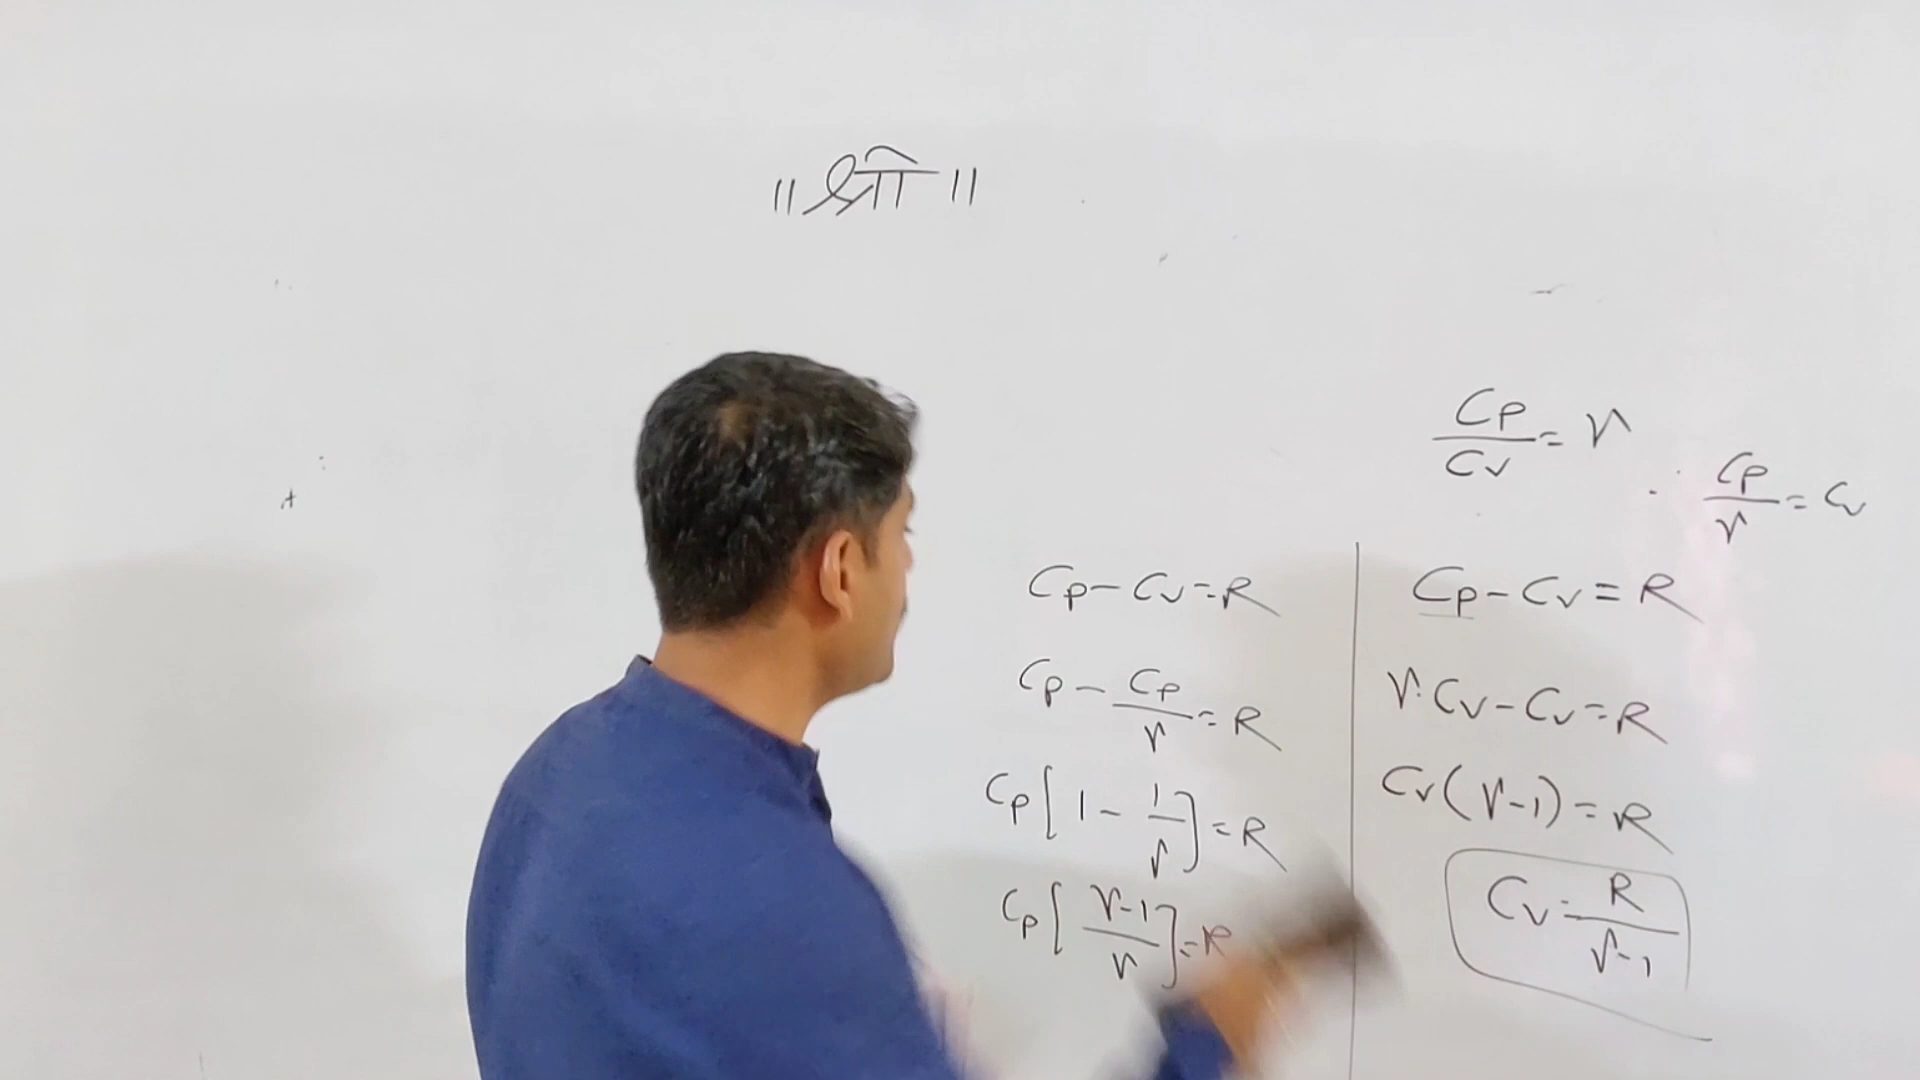 ॥ श्री ॥
Cp/Cv = γ
∴ Cp/γ = Cv
Cp - Cv = R
Cp - Cp/γ = R
Cp [1 - 1/γ] = R
Cp [γ-1/γ] = R
Cp - Cv = R
γ·Cv - Cv = R
Cv (γ-1) = R
Cv = R/γ-1